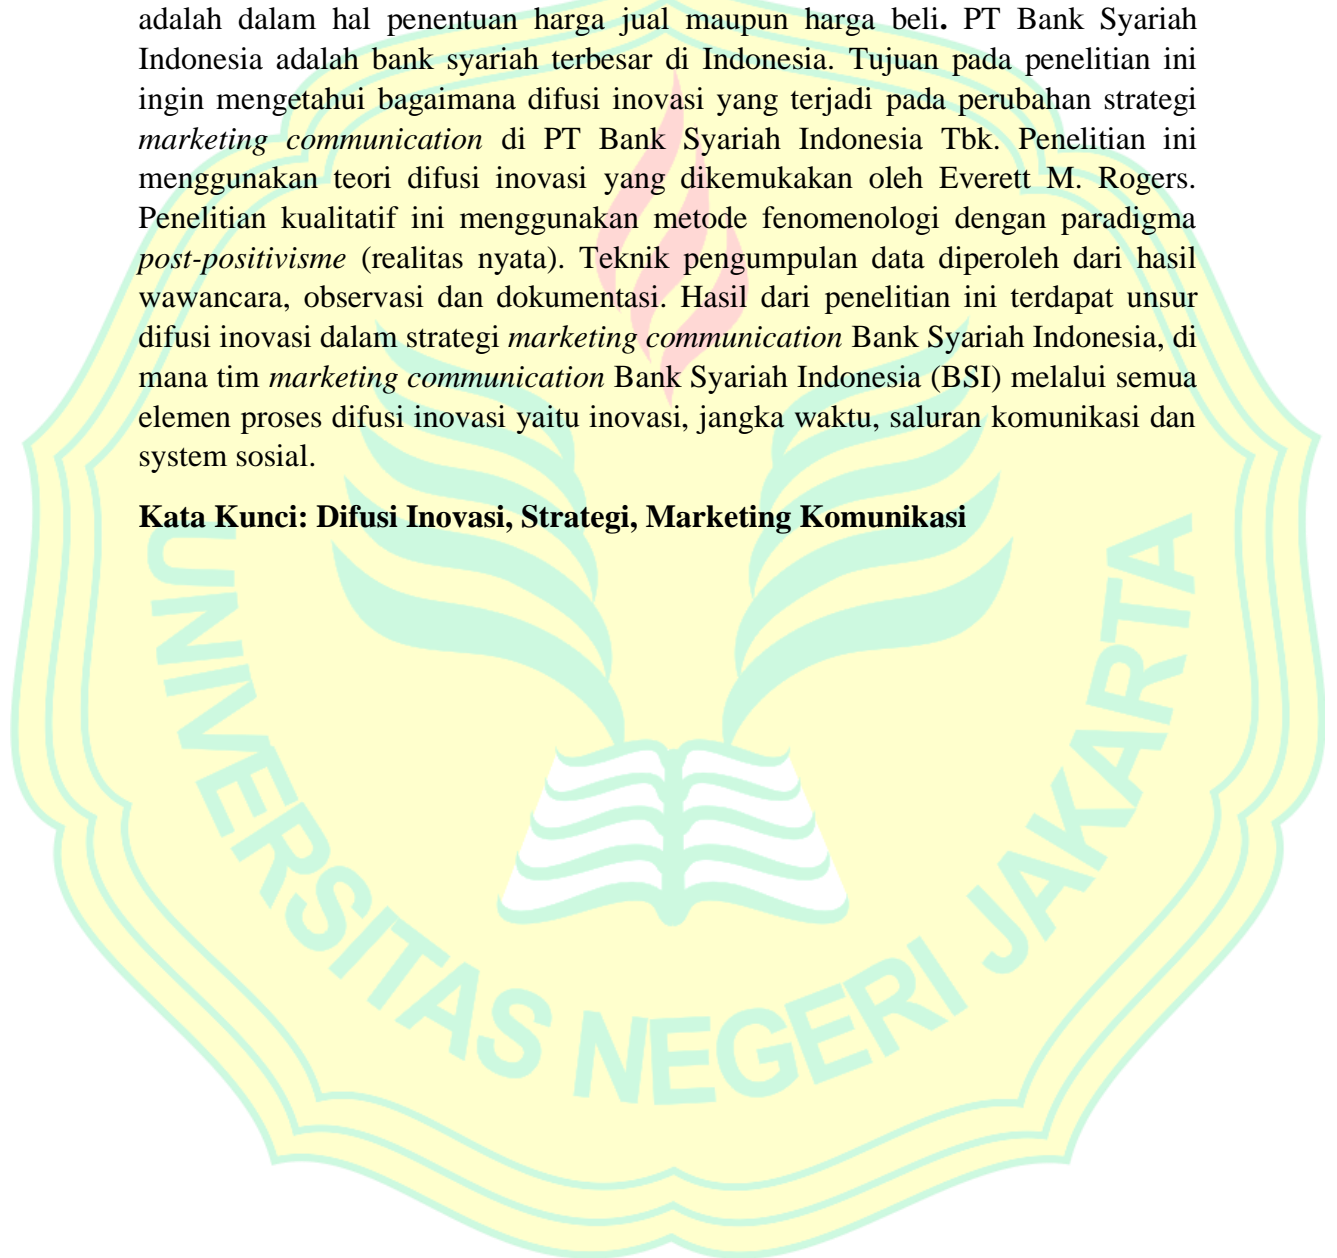 adalah dalam hal penentuan harga jual maupun harga beli. PT Bank Syariah
Indonesia adalah bank syariah terbesar di Indonesia. Tujuan pada penelitian ini
ingin mengetahui bagaimana difusi inovasi yang terjadi pada perubahan strategi
marketing communication di PT Bank Syariah Indonesia Tbk. Penelitian ini
menggunakan teori difusi inovasi yang dikemukakan oleh Everett M. Rogers.
Penelitian kualitatif ini menggunakan metode fenomenologi dengan paradigma
post-positivisme (realitas nyata). Teknik pengumpulan data diperoleh dari hasil
wawancara, observasi dan dokumentasi. Hasil dari penelitian ini terdapat unsur
difusi inovasi dalam strategi marketing communication Bank Syariah Indonesia, di
mana tim marketing communication Bank Syariah Indonesia (BSI) melalui semua
elemen proses difusi inovasi yaitu inovasi, jangka waktu, saluran komunikasi dan
system sosial.
Kata Kunci: Difusi Inovasi, Strategi, Marketing Komunikasi
UNIVERSITAS NEGERI JAKARTA